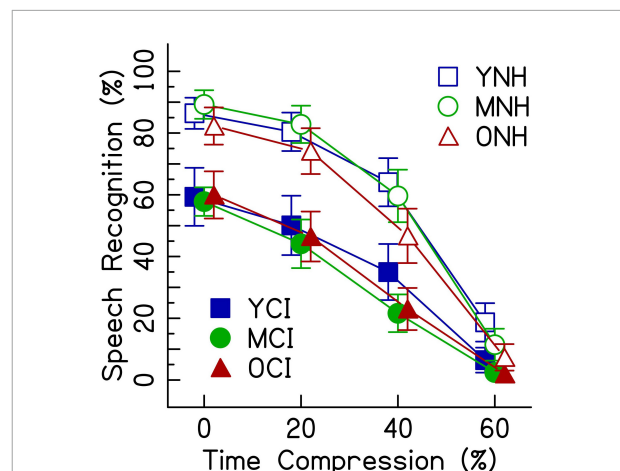 YNH
MNH
ONH
YCI
MCI
OCI
Speech Recognition (%)
100
80
60
40
20
0
0 20 40 60
Time Compression (%)